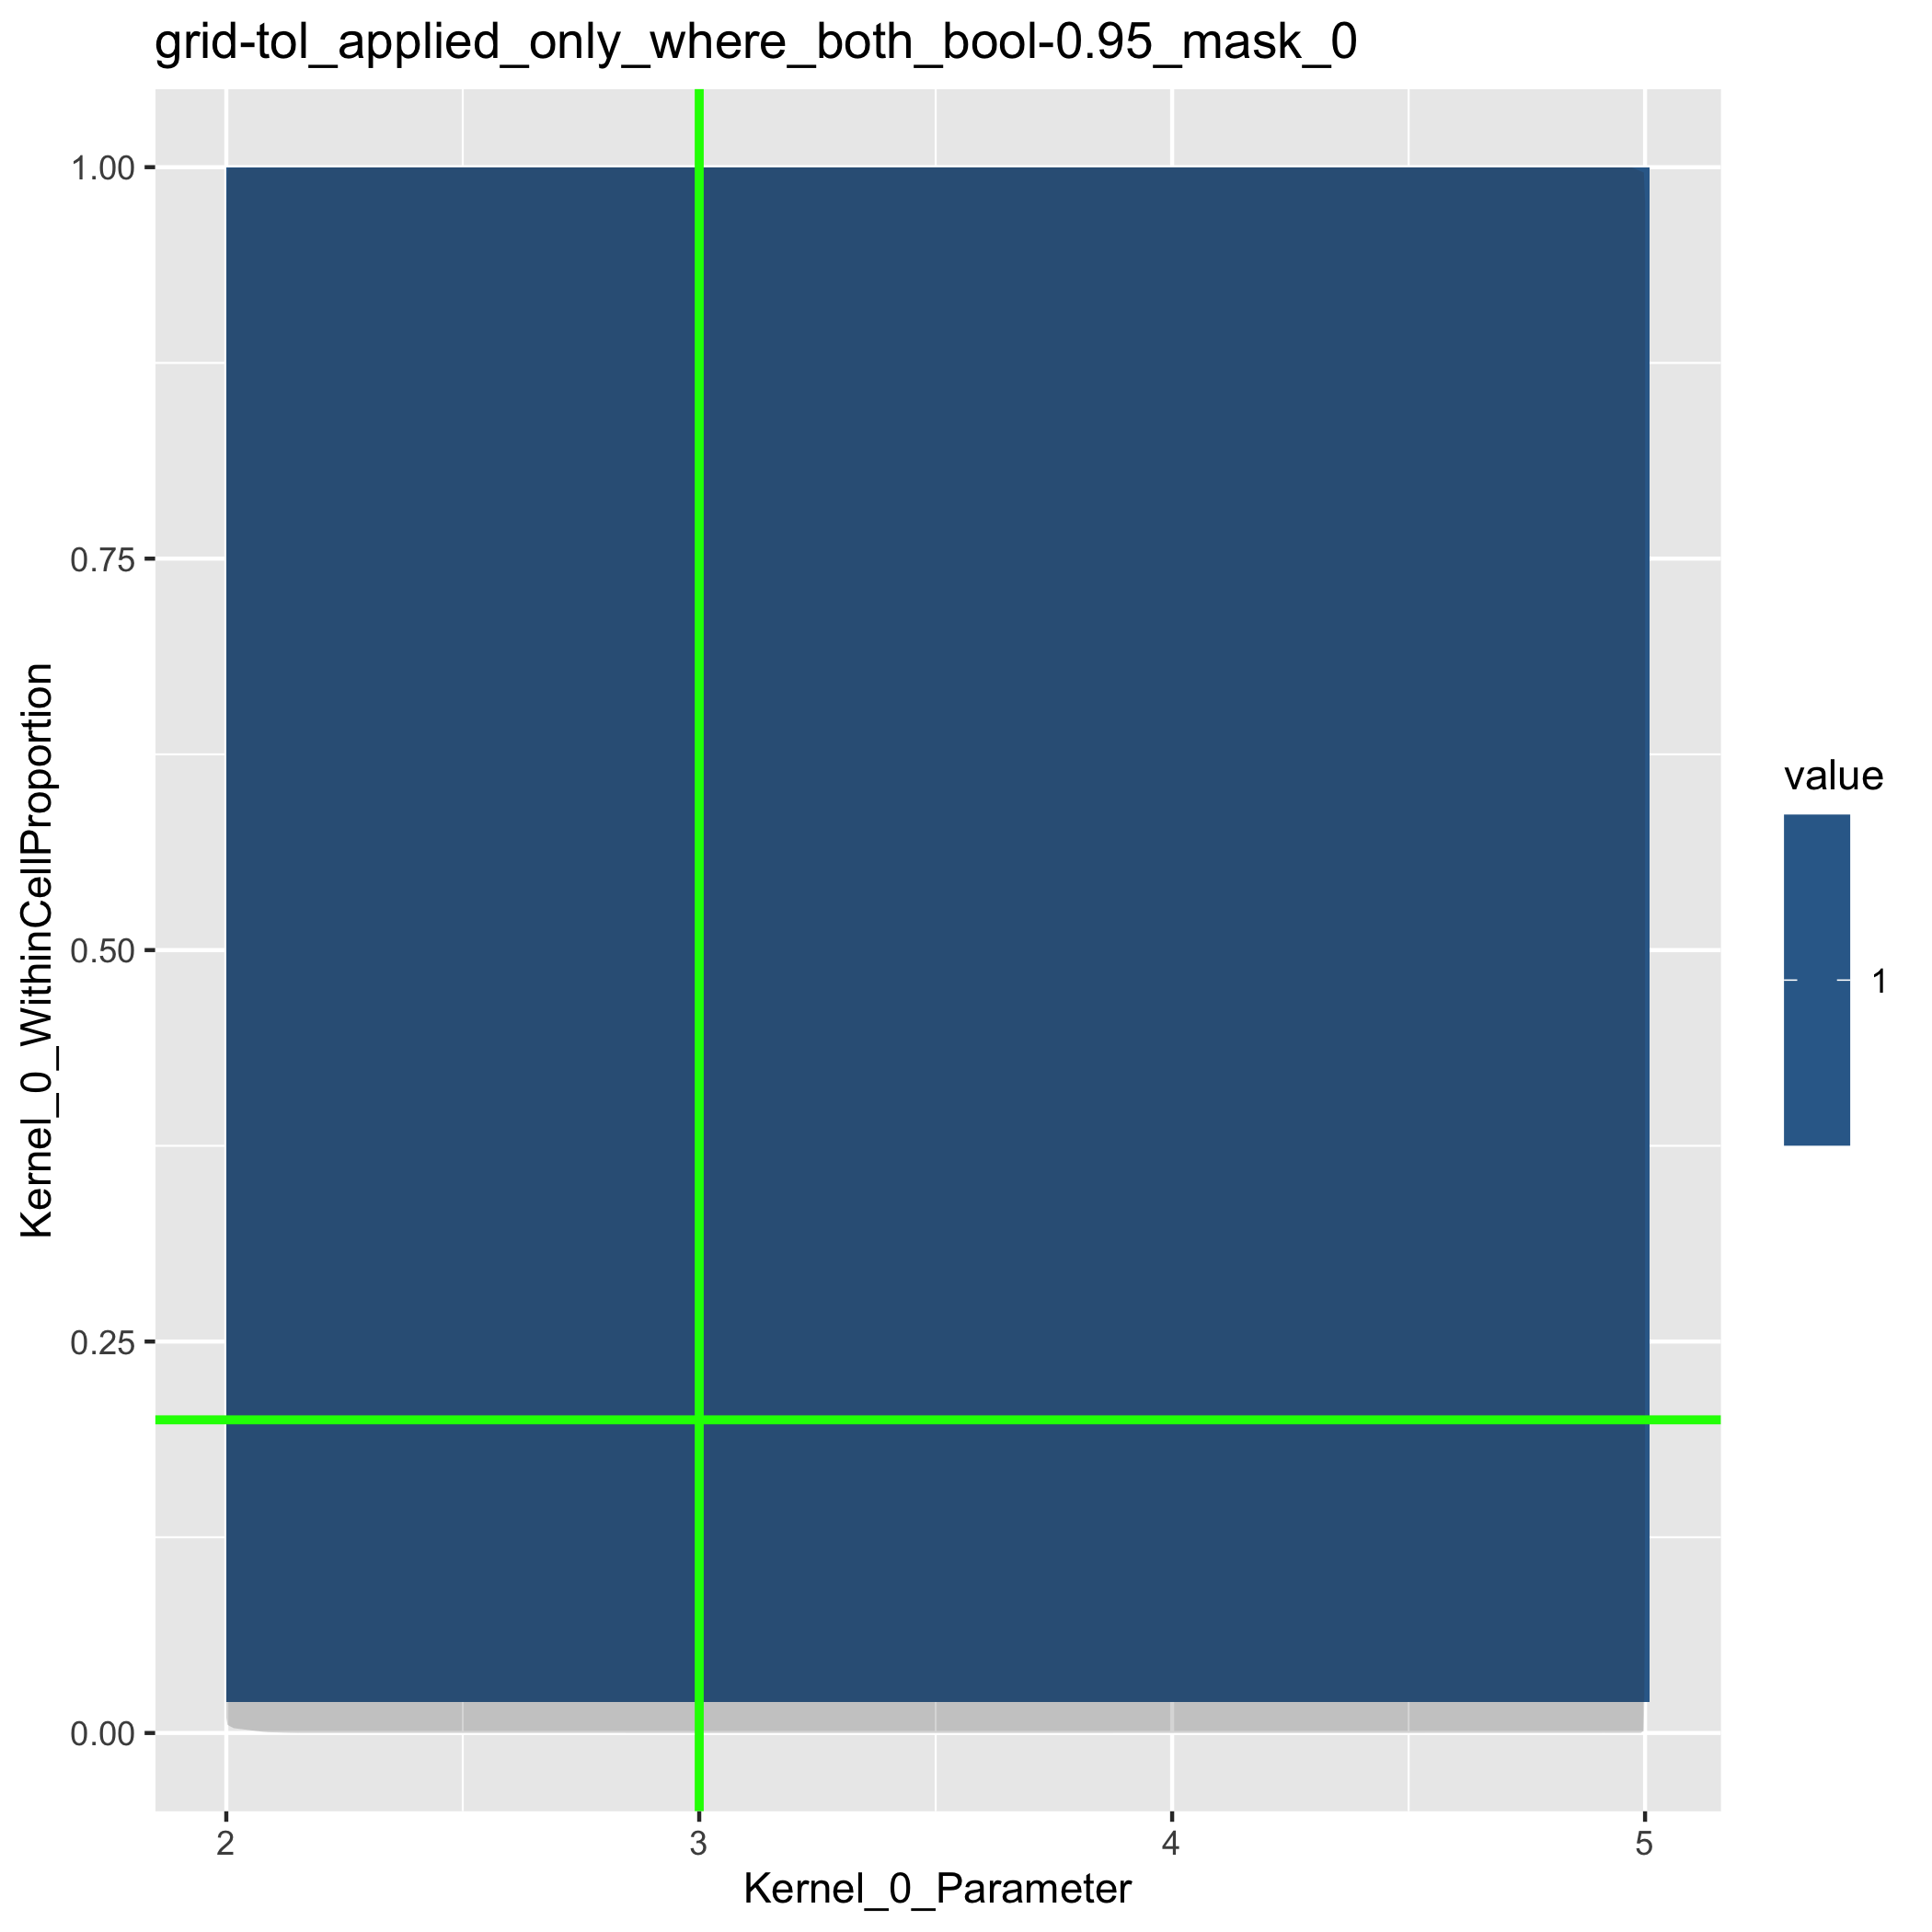 grid-tol_applied_only_where_both_bool-0.95_mask_0
1.00
0.75
0.50
0.25
0.00
Kernel_0_WithinCellProportion
2
3
4
5
Kernel_0_Parameter
value
1